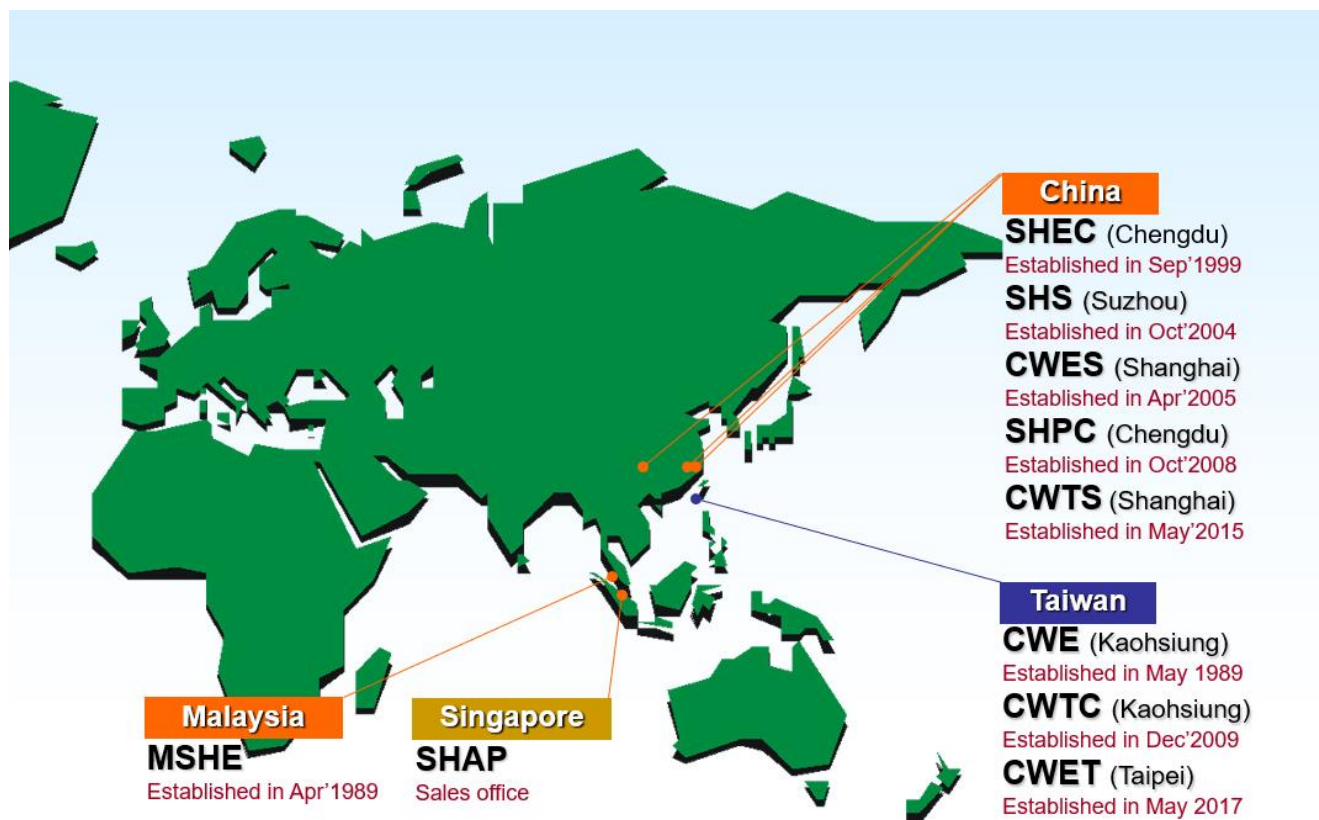 China
SHEC (Chengdu)
Established in Sep’1999
SHS (Suzhou)
Established in Oct’2004
CWES (Shanghai)
Established in Apr’2005
SHPC (Chengdu)
Established in Oct’2008
CWTS (Shanghai)
Established in May’2015
Taiwan
CWE (Kaohsiung)
Established in May 1989
CWTC (Kaohsiung)
Established in Dec’2009
CWET (Taipei)
Established in May 2017
Malaysia
MSHE
Established in Apr’1989
Singapore
SHAP
Sales office